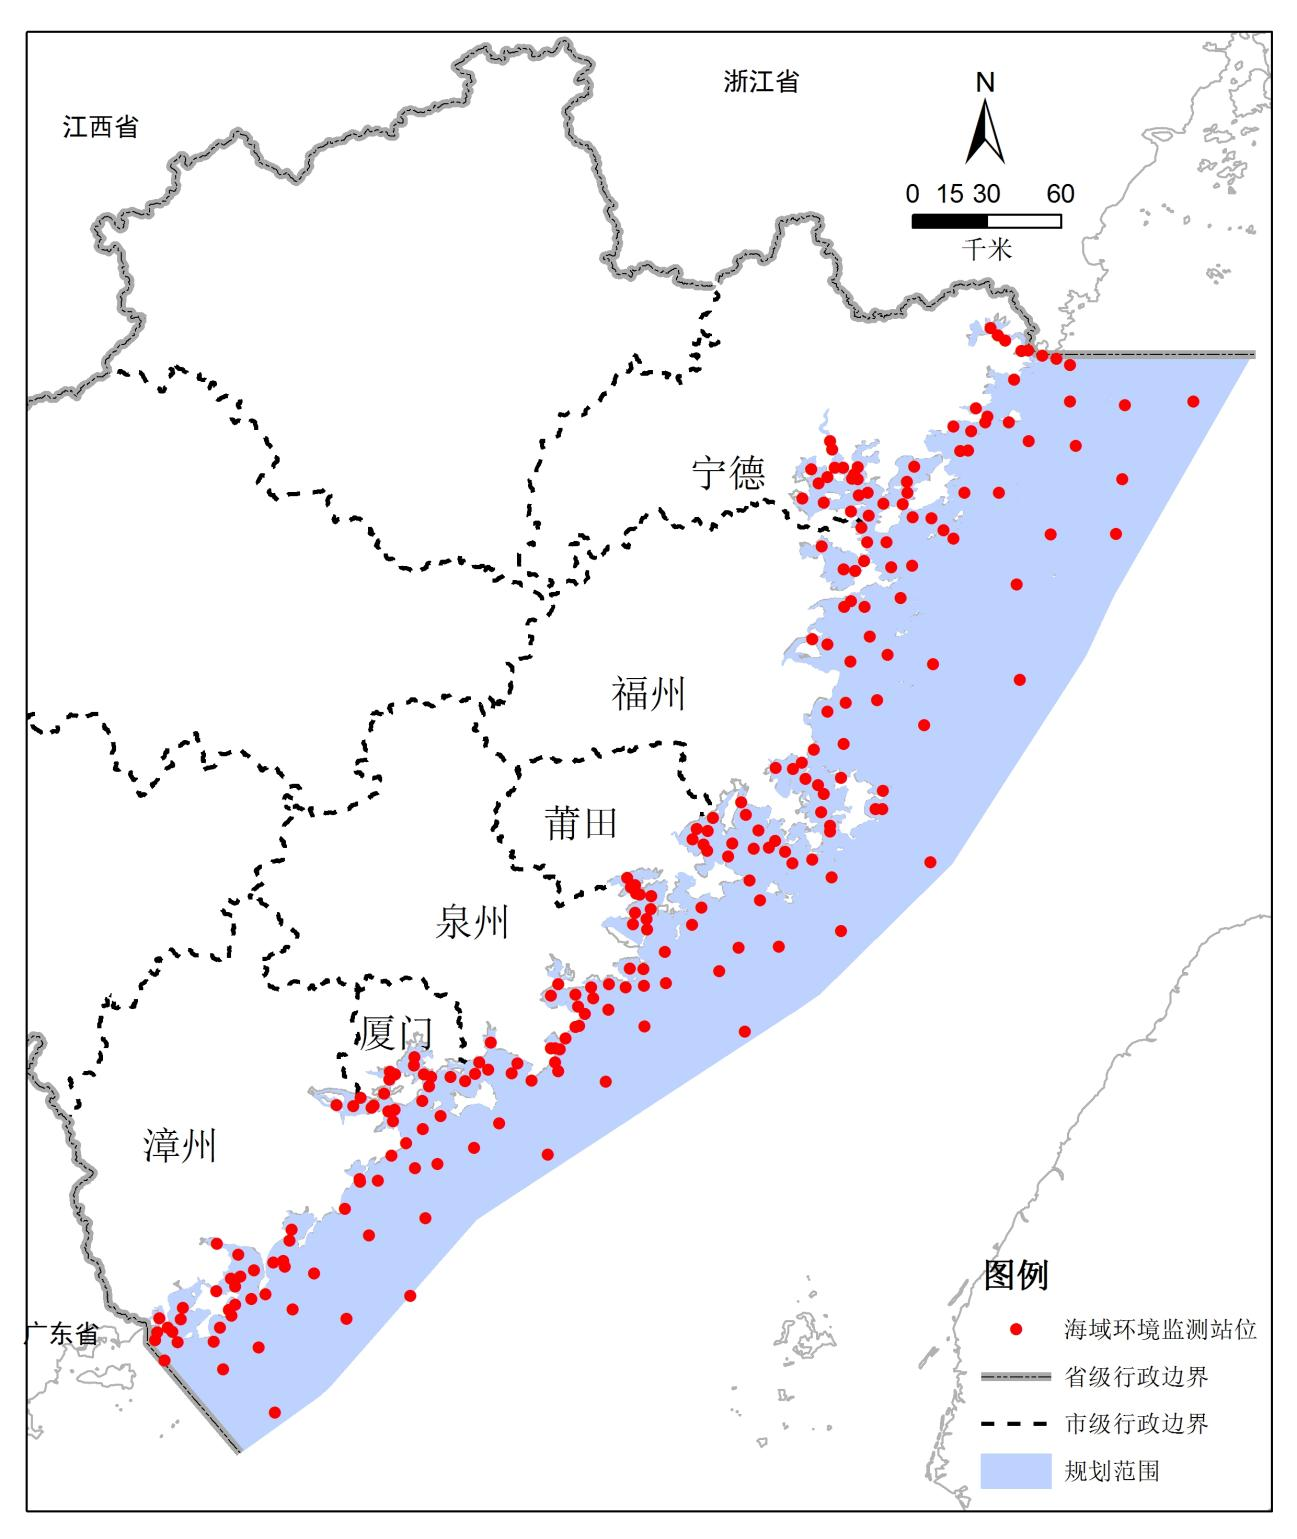 浙江省
N
江西省
0 15 30 60
千米
宁德
福州
莆田
泉州
厦门
漳州
广东省
图例
海域环境监测站位
省级行政边界
市级行政边界
规划范围